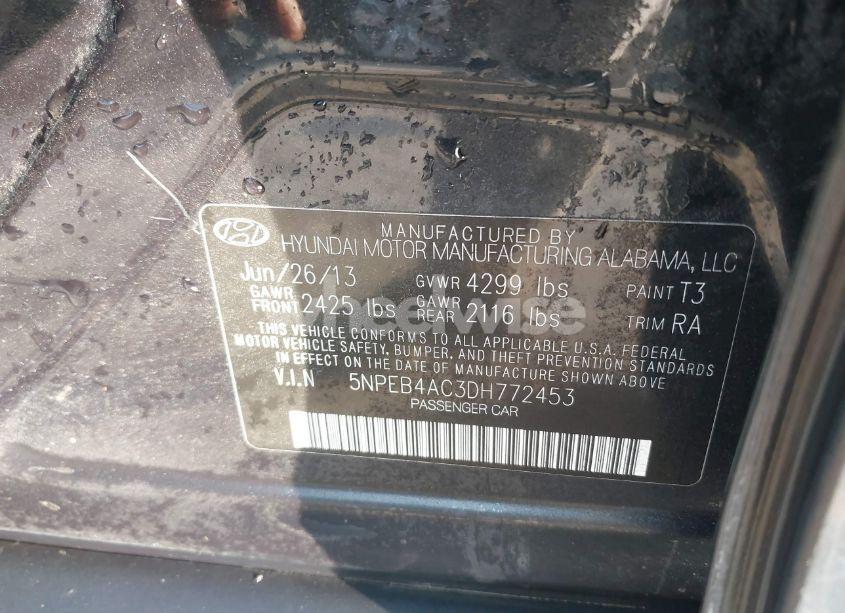 MANUFACTURED BY
HYUNDAI MOTOR MANUFACTURING ALABAMA, LLC
Jun/26/13 GVWR 4299 lbs PAINT T3
GAWR FRONT 2425 lbs GAWR REAR 2116 lbs TRIM RA
THIS VEHICLE CONFORMS TO ALL APPLICABLE U.S.A. FEDERAL
MOTOR VEHICLE SAFETY, BUMPER, AND THEFT PREVENTION STANDARDS
IN EFFECT ON THE DATE OF MANUFACTURE SHOWN ABOVE.
V.I.N 5NPEB4AC3DH772453
PASSENGER CAR
wheelwise